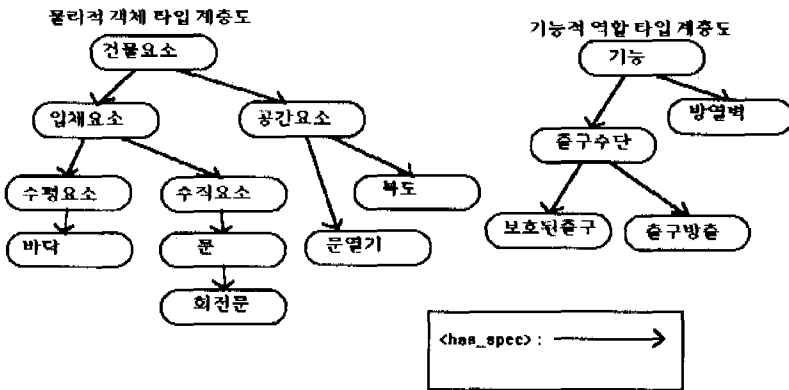 물리적 객체 타입 계층도
건물요소
입체요소
공간요소
수평요소
수직요소
복도
바닥
문
문열기
회전문
기능적 역할 타입 계층도
기능
방열벽
출구수단
보호된출구
출구방출
<has_spec> :